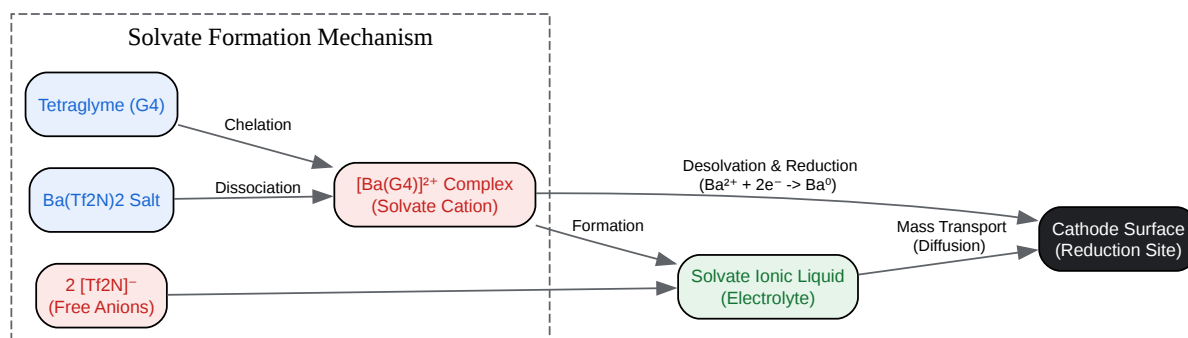 Solvate Formation Mechanism
Tetraglyme (G4)
Chelation
Ba(Tf2N)2 Salt
Dissociation
[Ba(G4)]²⁺ Complex
(Solvate Cation)
2 [Tf2N]⁻
(Free Anions)
Desolvation & Reduction
(Ba²⁺ + 2e⁻ -> Ba⁰)
Formation
Solvate Ionic Liquid
(Electrolyte)
Mass Transport
(Diffusion)
Cathode Surface
(Reduction Site)